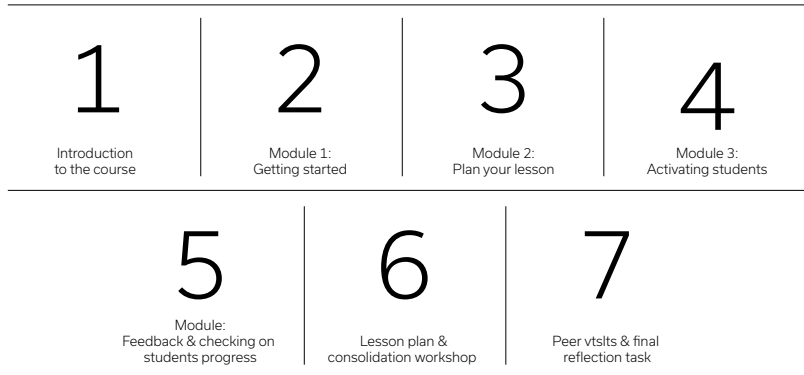 1
Introduction
to the course
2
Module 1:
Getting started
3
Module 2:
Plan your lesson
4
Module 3:
Activating students
5
Module:
Feedback & checking on
students progress
6
Lesson plan &
consolidation workshop
7
Peer vtslts & final
reflection task